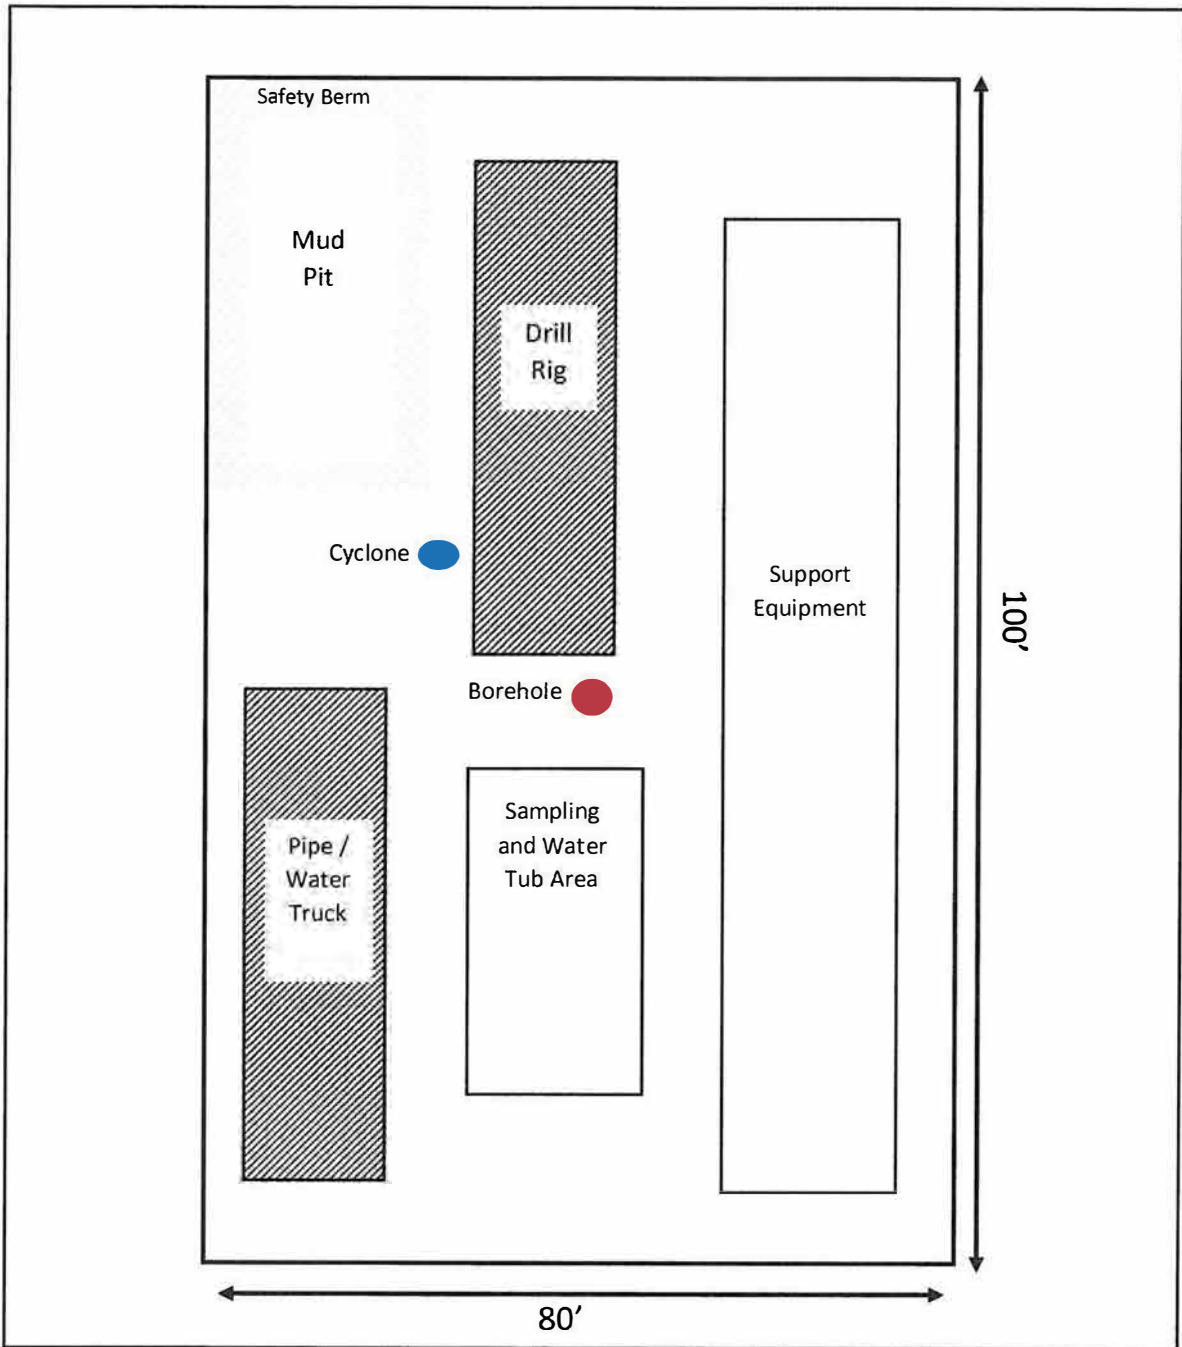 Safety Berm
Mud
Pit
Drill
Rig
Cyclone
Support
Equipment
100’
Borehole
Sampling
and Water
Tub Area
Pipe /
Water
Truck
80’